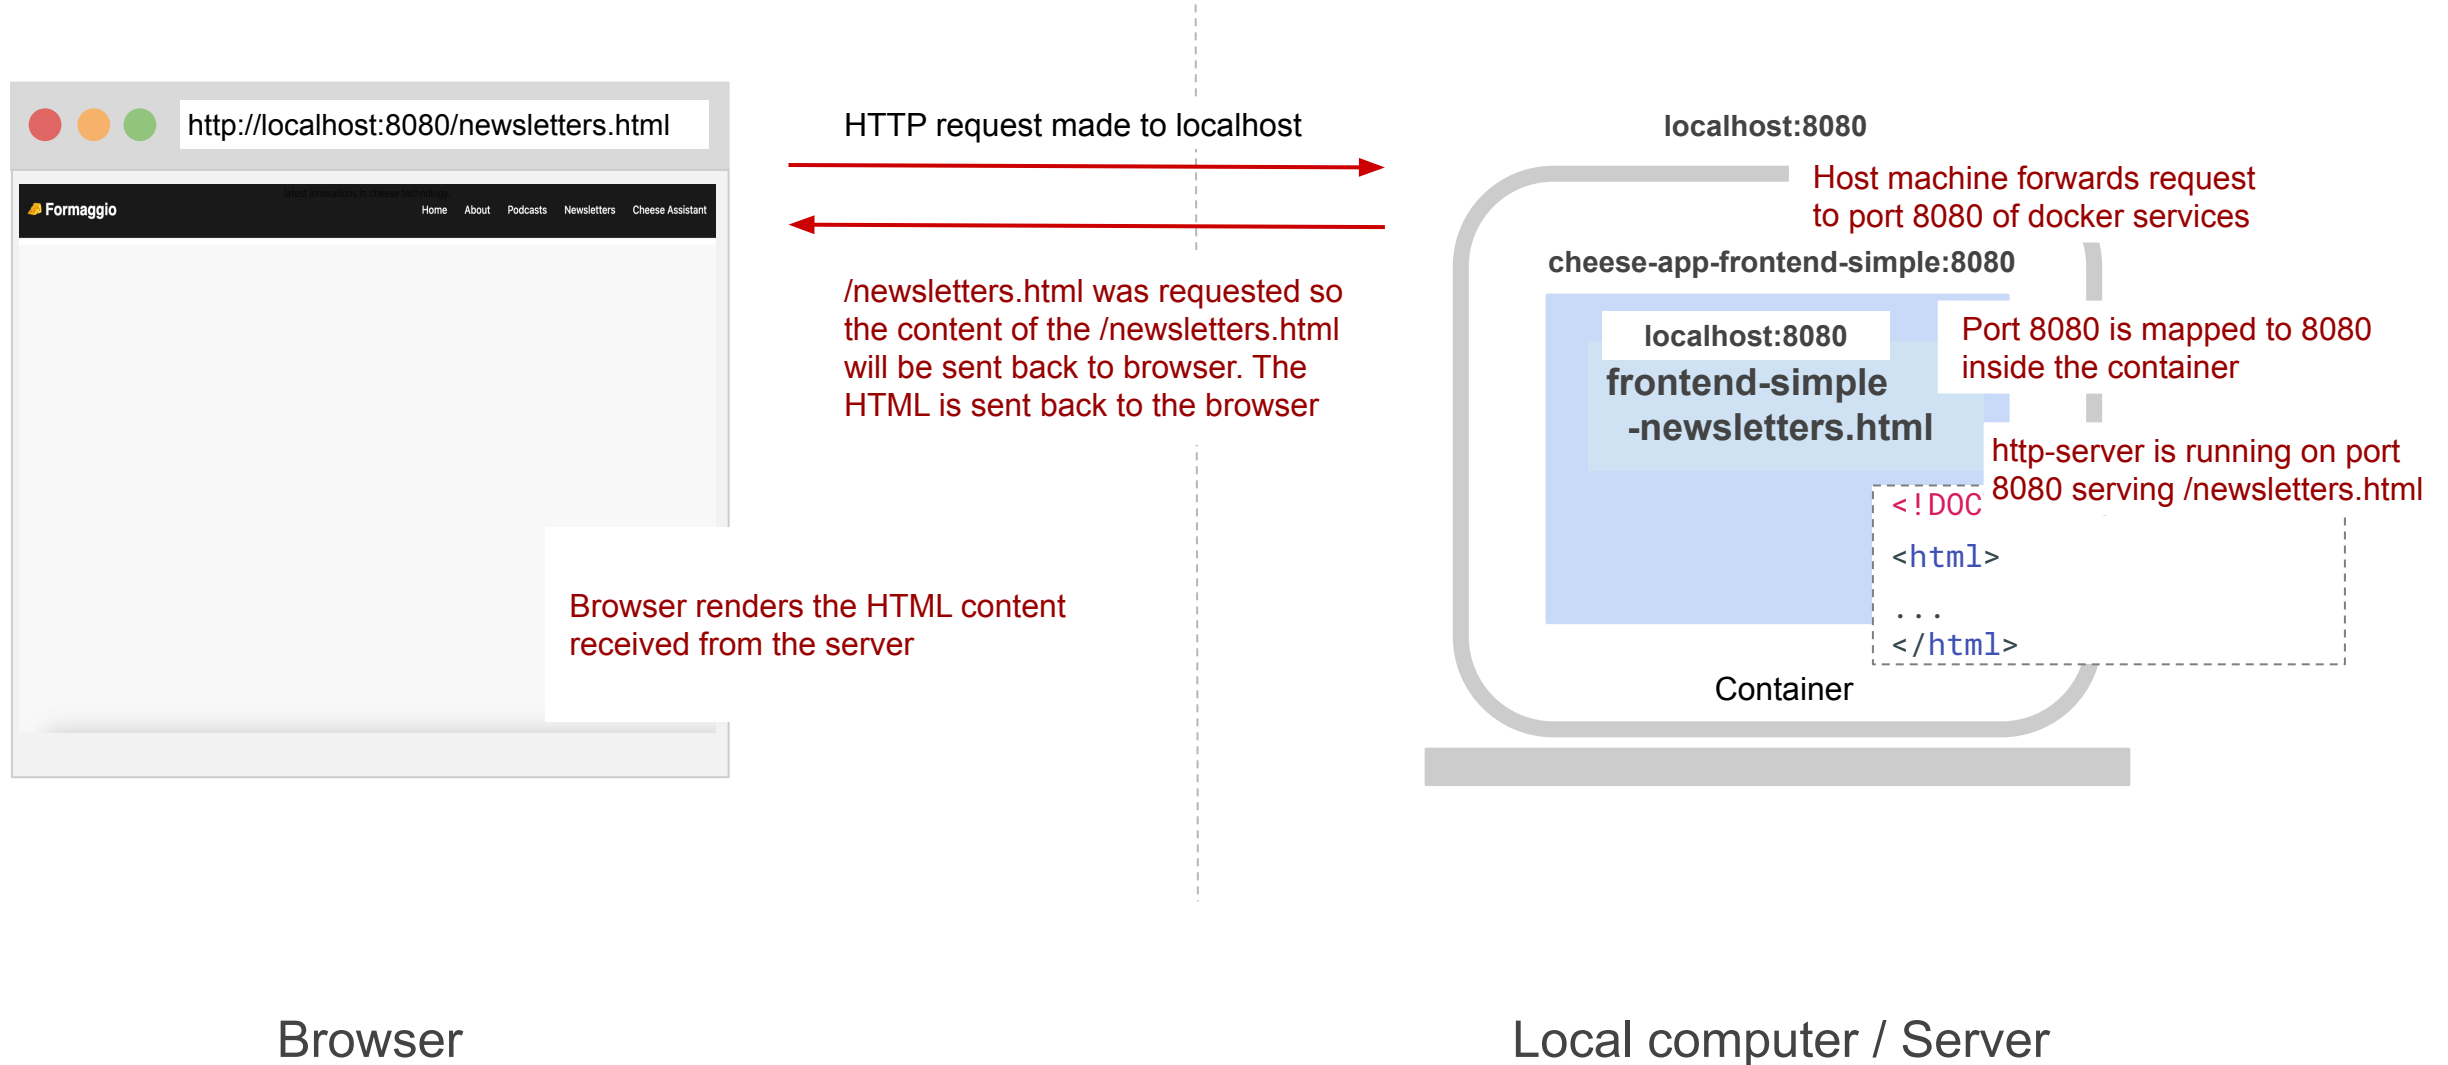 http://localhost:8080/newsletters.html
latest innovations in cheese technology.
Formaggio
Home About Podcasts Newsletters Cheese Assistant
Browser renders the HTML content
received from the server
HTTP request made to localhost
/newsletters.html was requested so
the content of the /newsletters.html
will be sent back to browser. The
HTML is sent back to the browser
localhost:8080
Host machine forwards request
to port 8080 of docker services
cheese-app-frontend-simple:8080
localhost:8080
Port 8080 is mapped to 8080
inside the container
frontend-simple
-newsletters.html
http-server is running on port
8080 serving /newsletters.html
<!DOC
<html>
...
</html>
Container
Browser
Local computer / Server